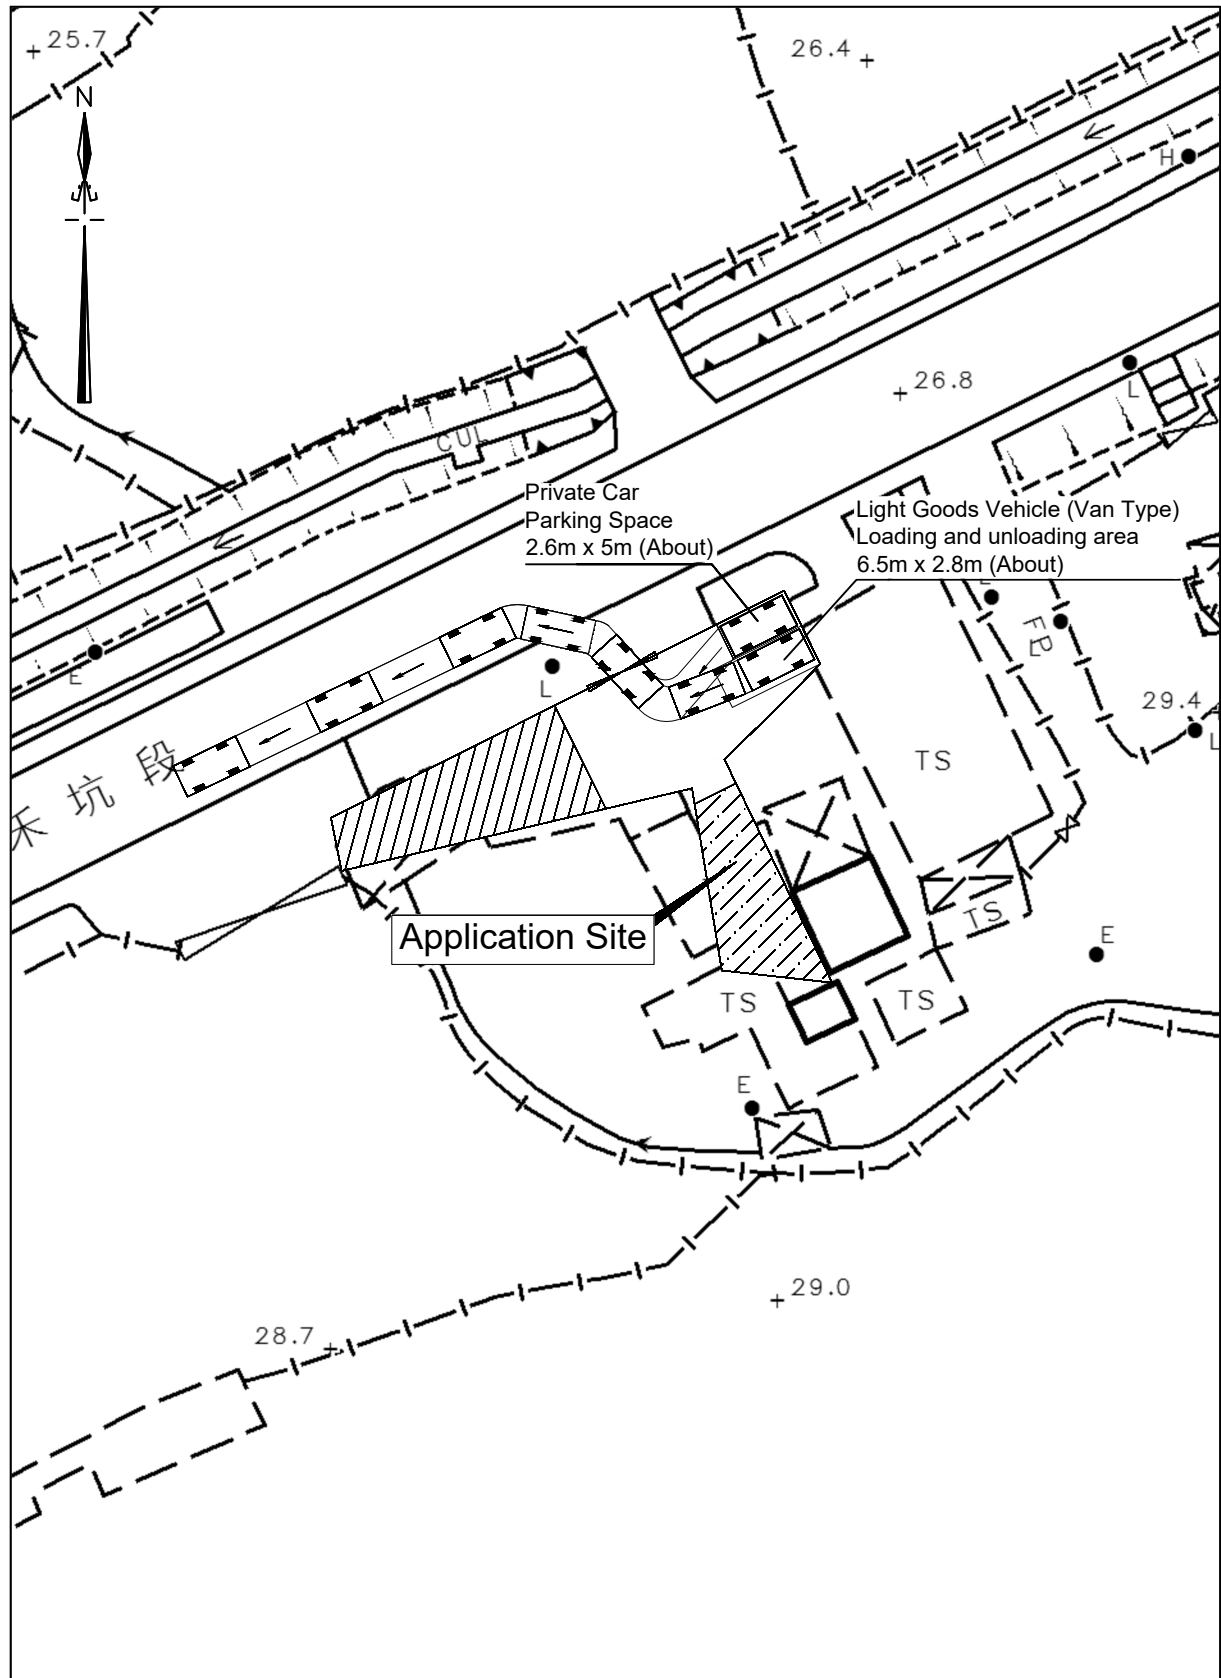 25.7
26.4
N
H
26.8
L
CUL
Private Car
Parking Space
2.6m x 5m (About)
Light Goods Vehicle (Van Type)
Loading and unloading area
6.5m x 2.8m (About)
E
L
29.4
L
TS
禾坑段
TS
Application Site
E
TS
TS
E
29.0
28.7